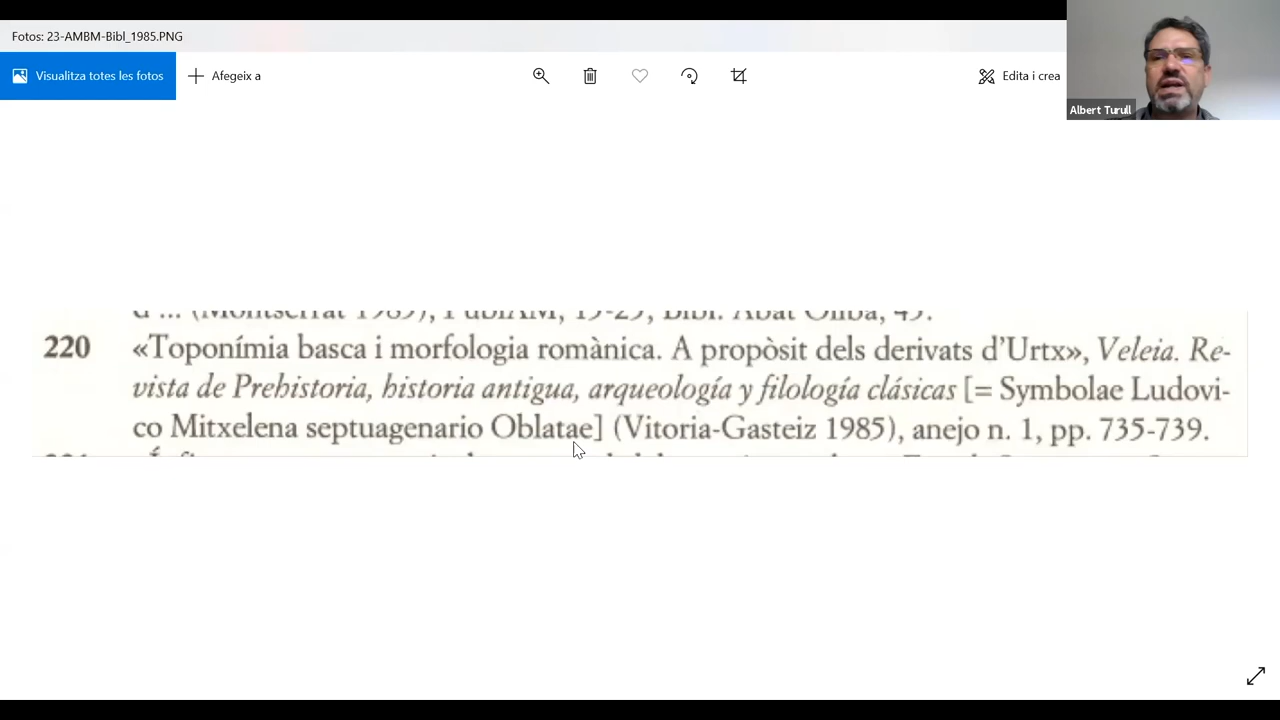 Fotos: 23-AMBM-Bibl_1985.PNG
Visualitza totes les fotos
Afegeix a
Edita i crea
Albert Turull
220 «Toponímia basca i morfologia romànica. A propòsit dels derivats d'Urtx», Veleia. Re-
vista de Prehistoria, historia antigua, arqueología y filología clásicas [= Symbolae Ludovi-
co Mitxelena septuagenario Oblatae] (Vitoria-Gasteiz 1985), anejo n. 1, pp. 735-739.